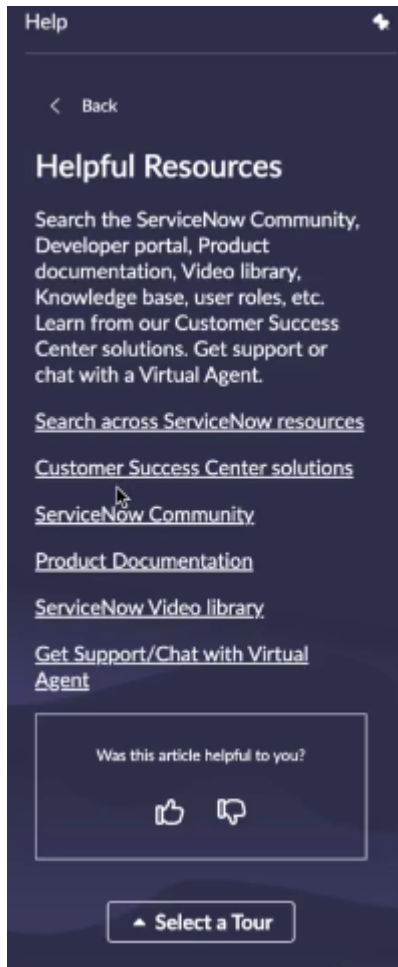 Help
Back
Helpful Resources
Search the ServiceNow Community,
Developer portal, Product
documentation, Video library,
Knowledge base, user roles, etc.
Learn from our Customer Success
Center solutions. Get support or
chat with a Virtual Agent.
Search across ServiceNow resources
Customer Success Center solutions
ServiceNow Community
Product Documentation
ServiceNow Video library
Get Support/Chat with Virtual
Agent
Was this article helpful to you?
Select a Tour